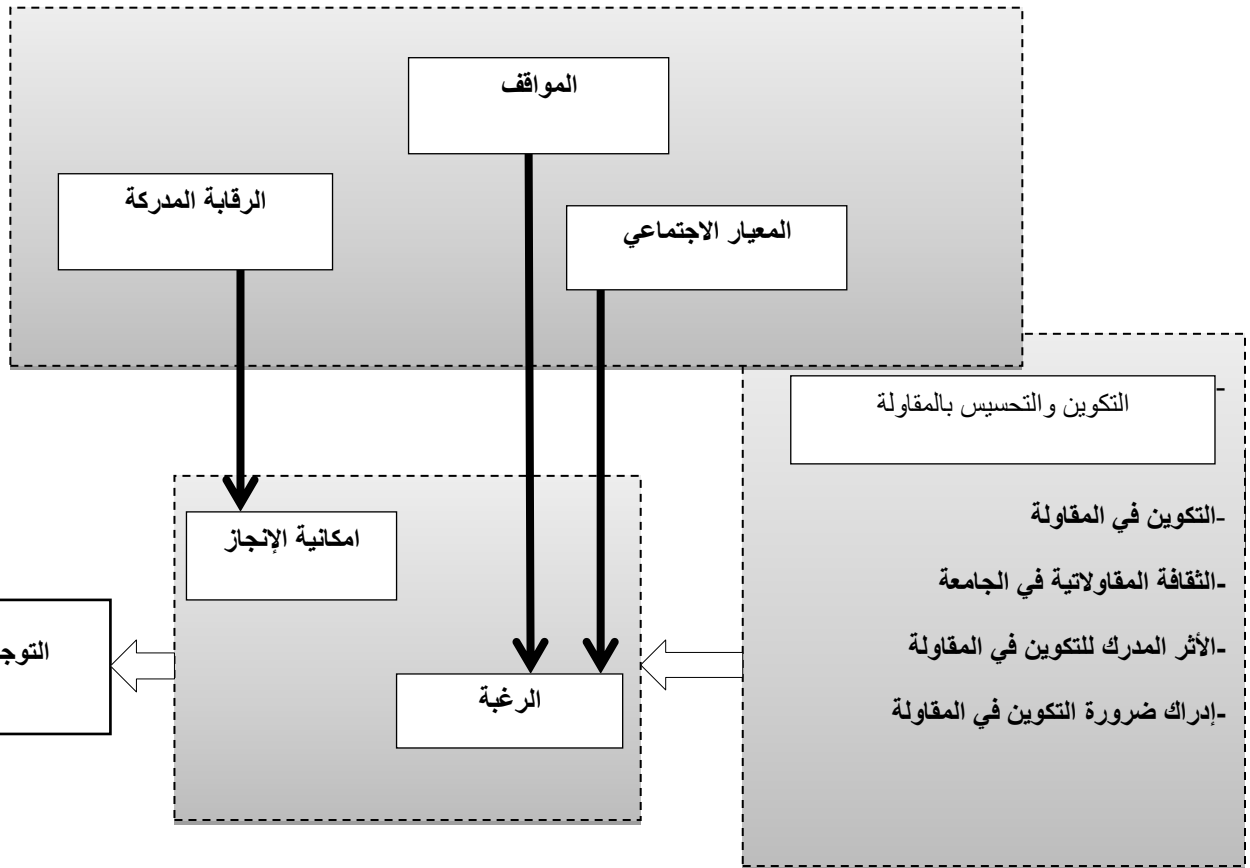 المواقف
الرقابة المدركة
المعيار الاجتماعي
-
التكوين والتحسيس بالمقاولة
-التكوين في المقاولة
-الثقافة المقاولاتية في الجامعة
-الأثر المدرك للتكوين في المقاولة
-إدراك ضرورة التكوين في المقاولة
امكانية الإنجاز
الرغبة